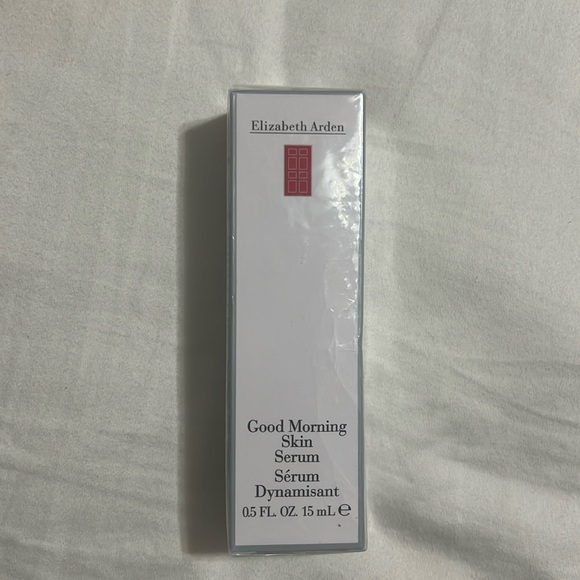 Elizabeth Arden
Good Morning
Skin
Serum
Sérum
Dynamisant
0.5 FL. OZ. 15 mL ℮